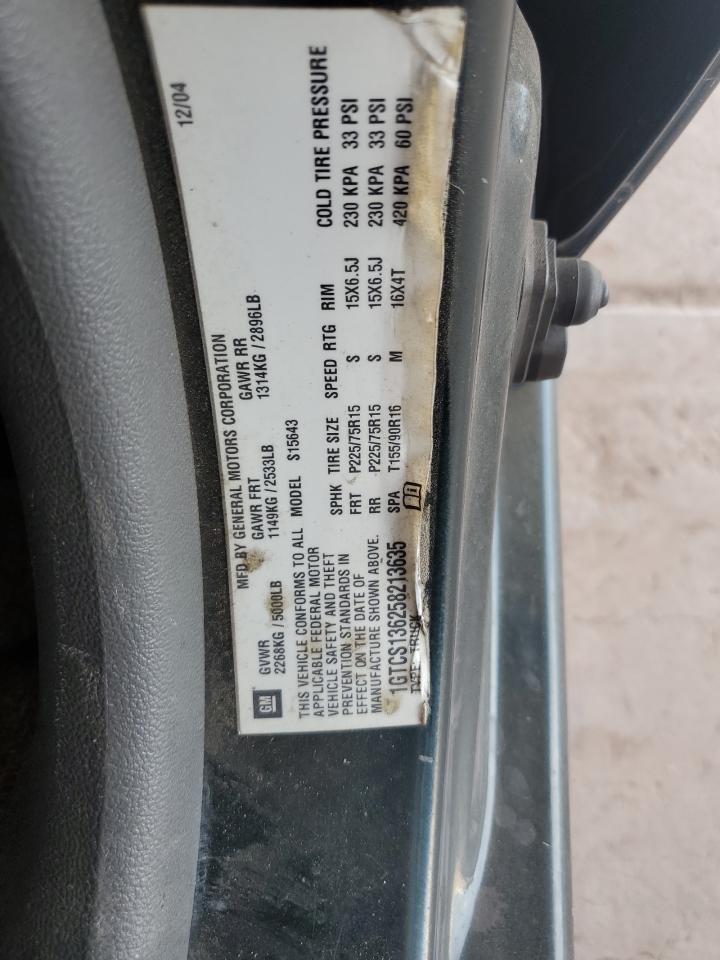 MFD BY GENERAL MOTORS CORPORATION 12/04
GM GVWR GAWR FRT GAWR RR
2268KG / 5000LB 1149KG / 2533LB 1314KG / 2896LB
THIS VEHICLE CONFORMS TO ALL MODEL S15643
APPLICABLE FEDERAL MOTOR
VEHICLE SAFETY AND THEFT SPHK TIRE SIZE SPEED RTG RIM COLD TIRE PRESSURE
PREVENTION STANDARDS IN FRT P225/75R15 S 15X6.5J 230 KPA 33 PSI
EFFECT ON THE DATE OF
MANUFACTURE SHOWN ABOVE. RR P225/75R15 S 15X6.5J 230 KPA 33 PSI
1GTCS136258213635 SPA T155/90R16 M 16X4T 420 KPA 60 PSI
TYPE: TRUCK